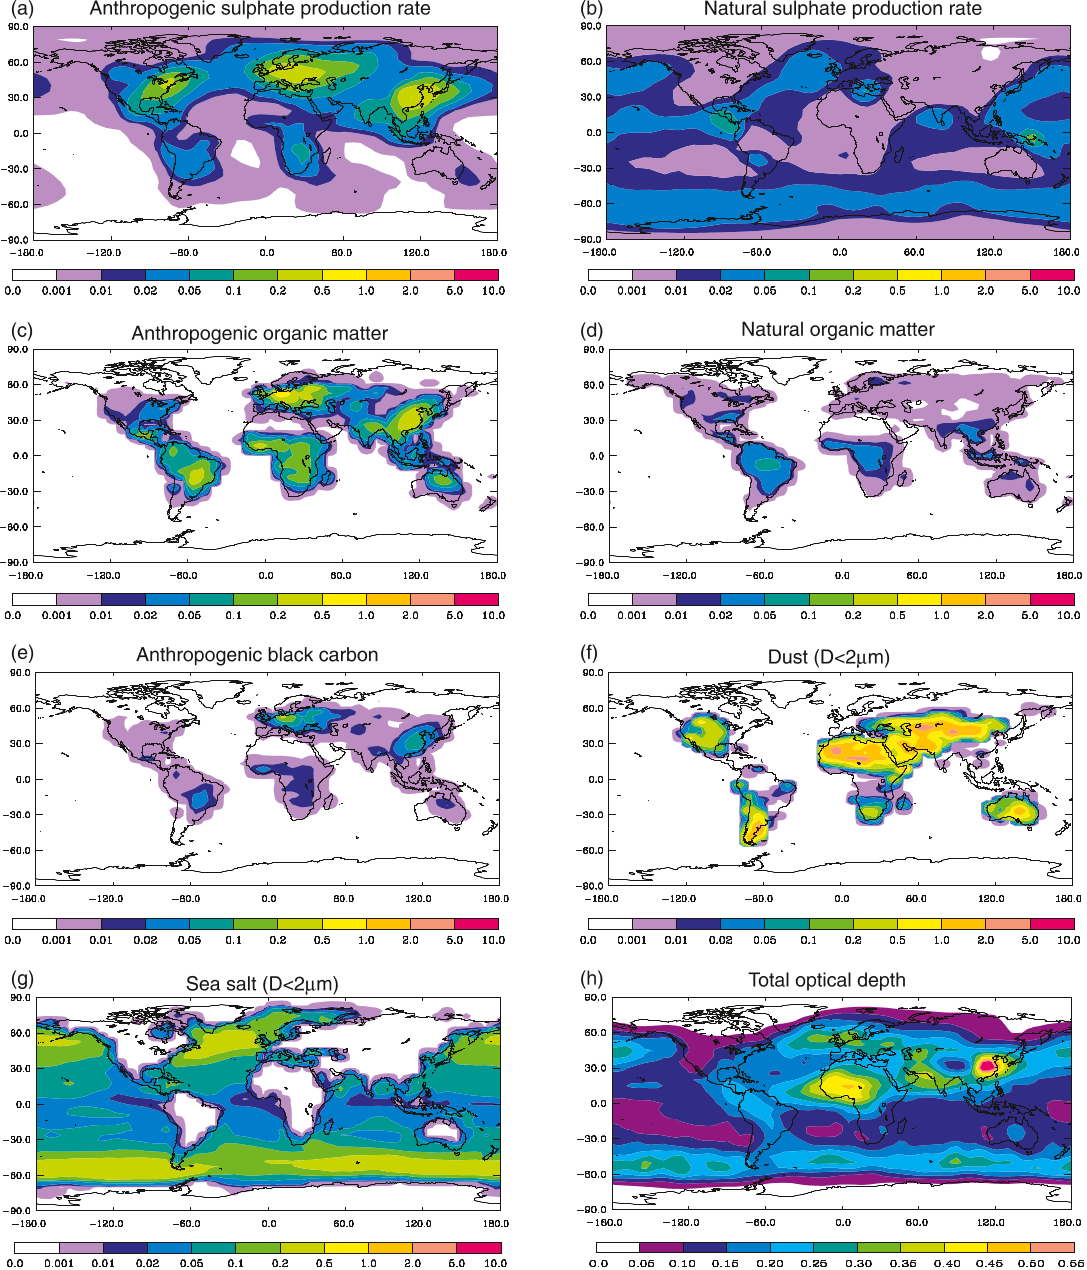 (a) Anthropogenic sulphate production rate
(b) Natural sulphate production rate
90.0
60.0
30.0
0.0
−30.0
−60.0
−90.0
−180.0 −120.0 −60.0 0.0 60.0 120.0 180.0
0.0 0.001 0.01 0.02 0.05 0.1 0.2 0.5 1.0 2.0 5.0 10.0
90.0
60.0
30.0
0.0
−30.0
−60.0
−90.0
−180.0 −120.0 −60.0 0.0 60.0 120.0 180.0
0.0 0.001 0.01 0.02 0.05 0.1 0.2 0.5 1.0 2.0 5.0 10.0
(c) Anthropogenic organic matter
(d) Natural organic matter
90.0
60.0
30.0
0.0
−30.0
−60.0
−90.0
−180.0 −120.0 −60.0 0.0 60.0 120.0 180.0
0.0 0.001 0.01 0.02 0.05 0.1 0.2 0.5 1.0 2.0 5.0 10.0
90.0
60.0
30.0
0.0
−30.0
−60.0
−90.0
−180.0 −120.0 −60.0 0.0 60.0 120.0 180.0
0.0 0.001 0.01 0.02 0.05 0.1 0.2 0.5 1.0 2.0 5.0 10.0
(e) Anthropogenic black carbon
(f) Dust (D<2µm)
90.0
60.0
30.0
0.0
−30.0
−60.0
−90.0
−180.0 −120.0 −60.0 0.0 60.0 120.0 180.0
0.0 0.001 0.01 0.02 0.05 0.1 0.2 0.5 1.0 2.0 5.0 10.0
90.0
60.0
30.0
0.0
−30.0
−60.0
−90.0
−180.0 −120.0 −60.0 0.0 60.0 120.0 180.0
0.0 0.001 0.01 0.02 0.05 0.1 0.2 0.5 1.0 2.0 5.0 10.0
(g) Sea salt (D<2µm)
(h) Total optical depth
90.0
60.0
30.0
0.0
−30.0
−60.0
−90.0
−180.0 −120.0 −60.0 0.0 60.0 120.0 180.0
0.0 0.001 0.01 0.02 0.05 0.1 0.2 0.5 1.0 2.0 5.0 10.0
90.0
60.0
30.0
0.0
−30.0
−60.0
−90.0
−180.0 −120.0 −60.0 0.0 60.0 120.0 180.0
0.0 0.05 0.10 0.15 0.20 0.25 0.30 0.35 0.40 0.45 0.50 0.55